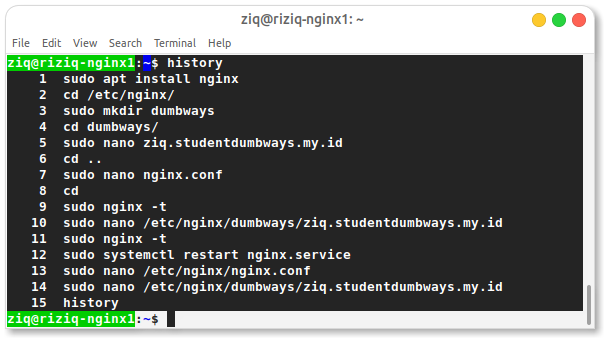 ziq@riziq-nginx1: ~
File Edit View Search Terminal Help
ziq@riziq-nginx1:~$ history
1 sudo apt install nginx
2 cd /etc/nginx/
3 sudo mkdir dumbways
4 cd dumbways/
5 sudo nano ziq.studentdumbways.my.id
6 cd ..
7 sudo nano nginx.conf
8 cd
9 sudo nginx -t
10 sudo nano /etc/nginx/dumbways/ziq.studentdumbways.my.id
11 sudo nginx -t
12 sudo systemctl restart nginx.service
13 sudo nano /etc/nginx/nginx.conf
14 sudo nano /etc/nginx/dumbways/ziq.studentdumbways.my.id
15 history
ziq@riziq-nginx1:~$